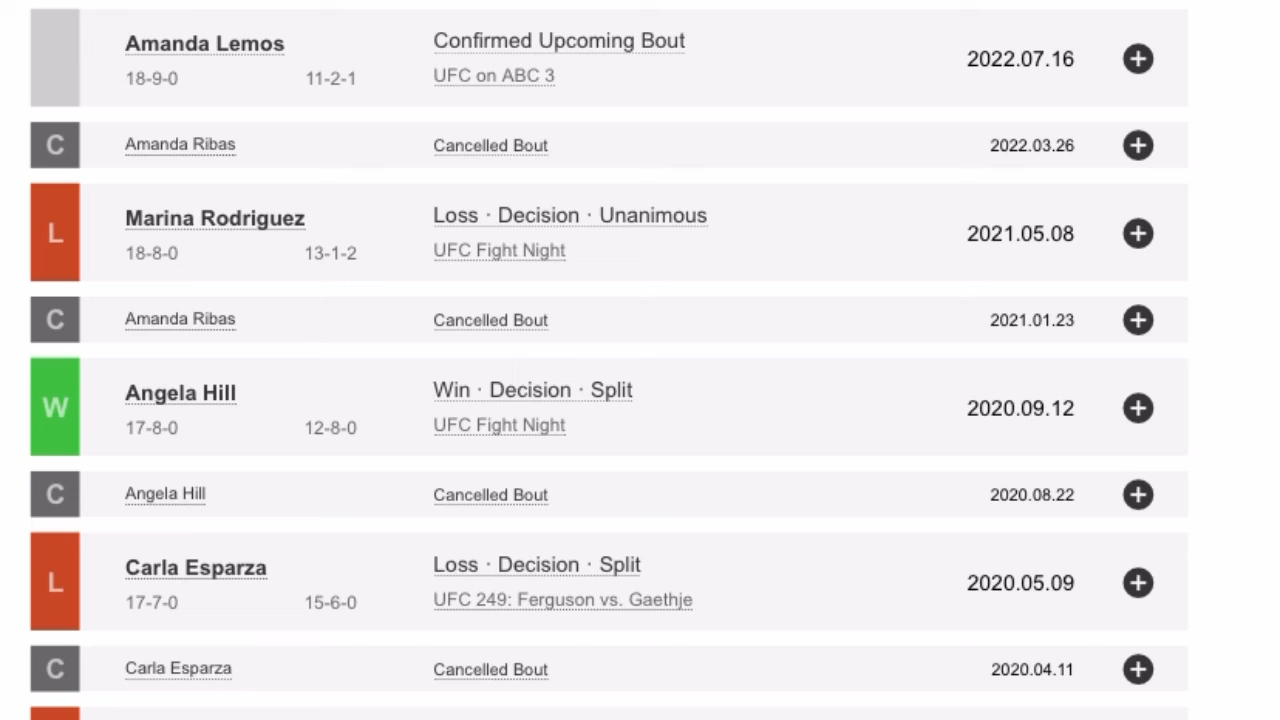 Amanda Lemos Confirmed Upcoming Bout 2022.07.16
18-9-0 11-2-1 UFC on ABC 3
C Amanda Ribas Cancelled Bout 2022.03.26
L Marina Rodriguez Loss · Decision · Unanimous 2021.05.08
18-8-0 13-1-2 UFC Fight Night
C Amanda Ribas Cancelled Bout 2021.01.23
W Angela Hill Win · Decision · Split 2020.09.12
17-8-0 12-8-0 UFC Fight Night
C Angela Hill Cancelled Bout 2020.08.22
L Carla Esparza Loss · Decision · Split 2020.05.09
17-7-0 15-6-0 UFC 249: Ferguson vs. Gaethje
C Carla Esparza Cancelled Bout 2020.04.11